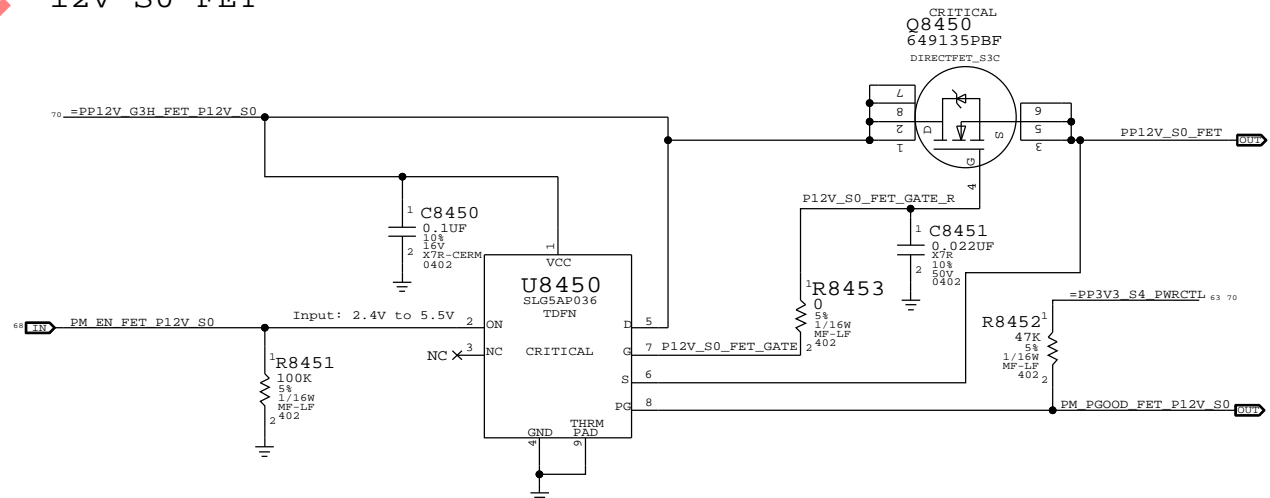 12V S0 FET
CRITICAL
Q8450
649135PBF
DIRECTFET_S3C
7
8
2
1
D
S
G
6
5
3
4
70 =PP12V_G3H_FET_P12V_S0
PP12V_S0_FET
OUT
P12V_S0_FET_GATE_R
1 C8450
0.1UF
10%
16V
2 X7R-CERM
0402
1 C8451
0.022UF
X7R
10%
2 50V
0402
1
VCC
U8450
SLG5AP036
TDFN
CRITICAL
1 R8453
0
5%
1/16W
MF-LF
2 402
=PP3V3_S4_PWRCTL 63 70
R8452 1
47K
5%
1/16W
MF-LF
402 2
68 IN PM_EN_FET_P12V_S0
Input: 2.4V to 5.5V
2 ON
NC 3 NC
D 5
G 7 P12V_S0_FET_GATE
S 6
PG 8
PM_PGOOD_FET_P12V_S0 OUT
1 R8451
100K
5%
1/16W
MF-LF
2 402
GND
THRM
PAD
4
9